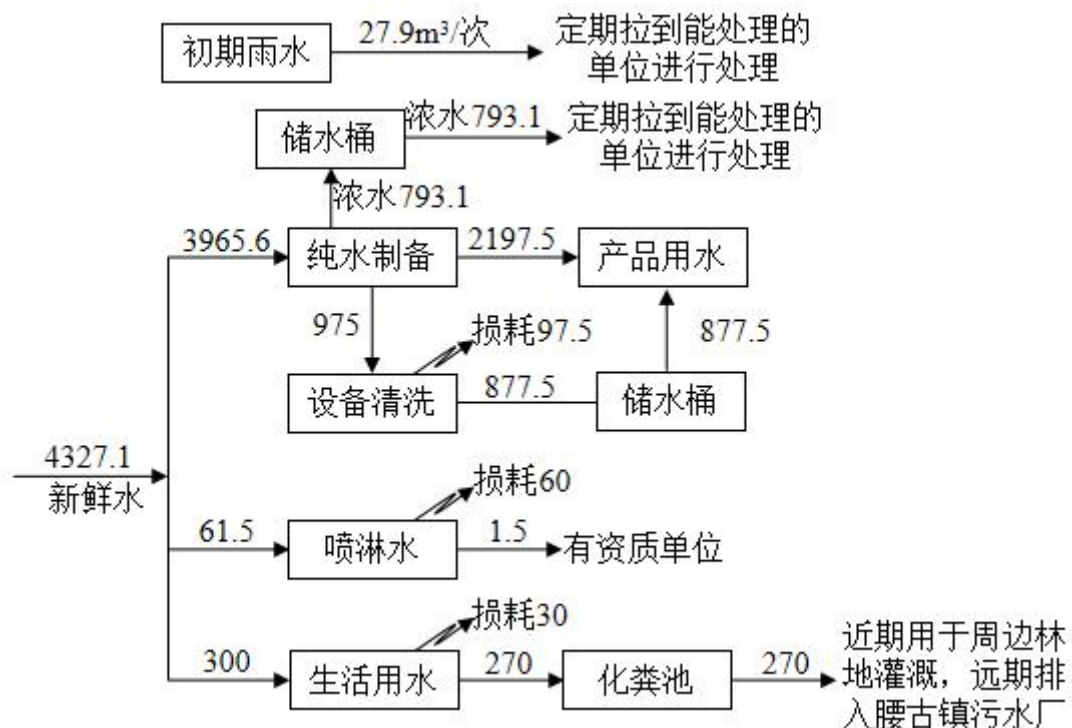 初期雨水
27.9m³/次
定期拉到能处理的
单位进行处理
储水桶
浓水793.1
定期拉到能处理的
单位进行处理
浓水793.1
3965.6
纯水制备
2197.5
产品用水
975
损耗97.5
877.5
设备清洗
877.5
储水桶
4327.1
新鲜水
损耗60
61.5
喷淋水
1.5
有资质单位
损耗30
300
生活用水
270
化粪池
270
近期用于周边林
地灌溉，远期排
入腰古镇污水厂